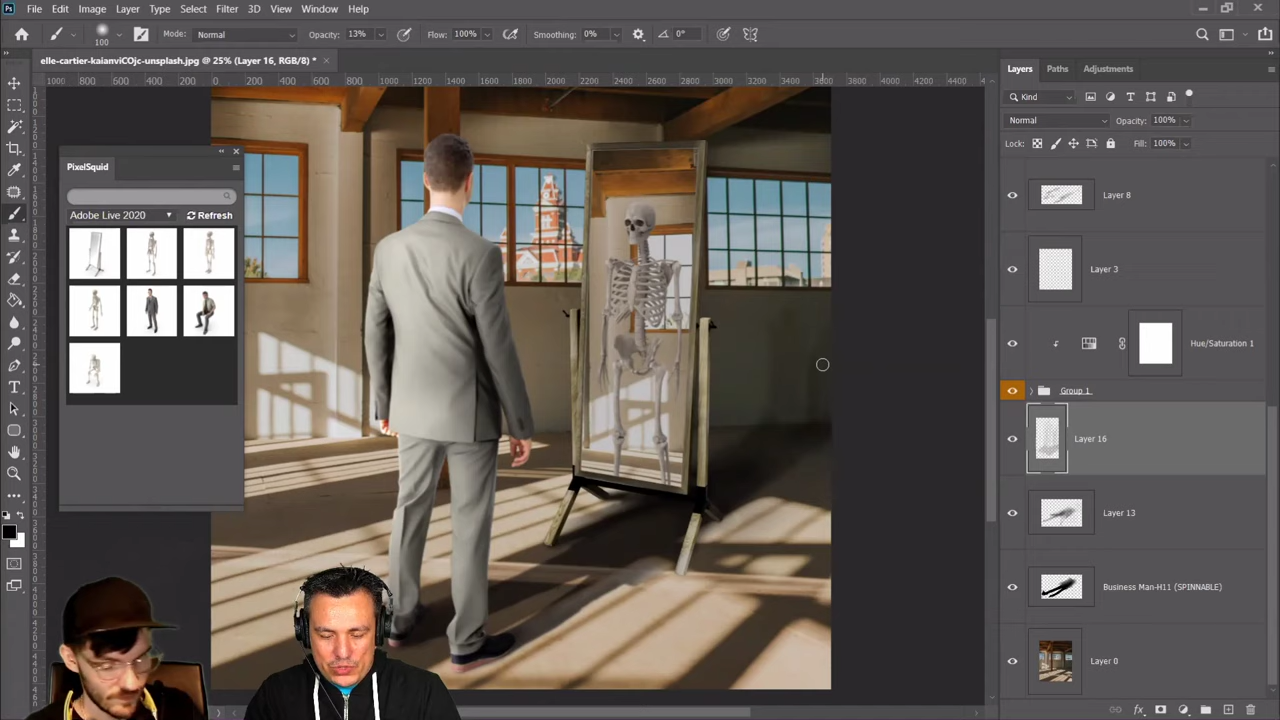 Ps File Edit Image Layer Type Select Filter 3D View Window Help
100 Mode: Normal Opacity: 13% Flow: 100% Smoothing: 0% 0°
elle-cartier-kaianviCOjc-unsplash.jpg @ 25% (Layer 16, RGB/8) * ×
1000 800 600 400 200 0 200 400 600 800 1000 1200 1400 1600 1800 2000 2200 2400 2600 2800 3000 3200 3400 3600 3800 4000 4200 4400
PixelSquid
Adobe Live 2020 Refresh
Layers Paths Adjustments
Kind
Normal Opacity: 100%
Lock: Fill: 100%
Layer 8
Layer 3
Hue/Saturation 1
Group 1
Layer 16
Layer 13
Business Man-H11 (SPINNABLE)
Layer 0
fx